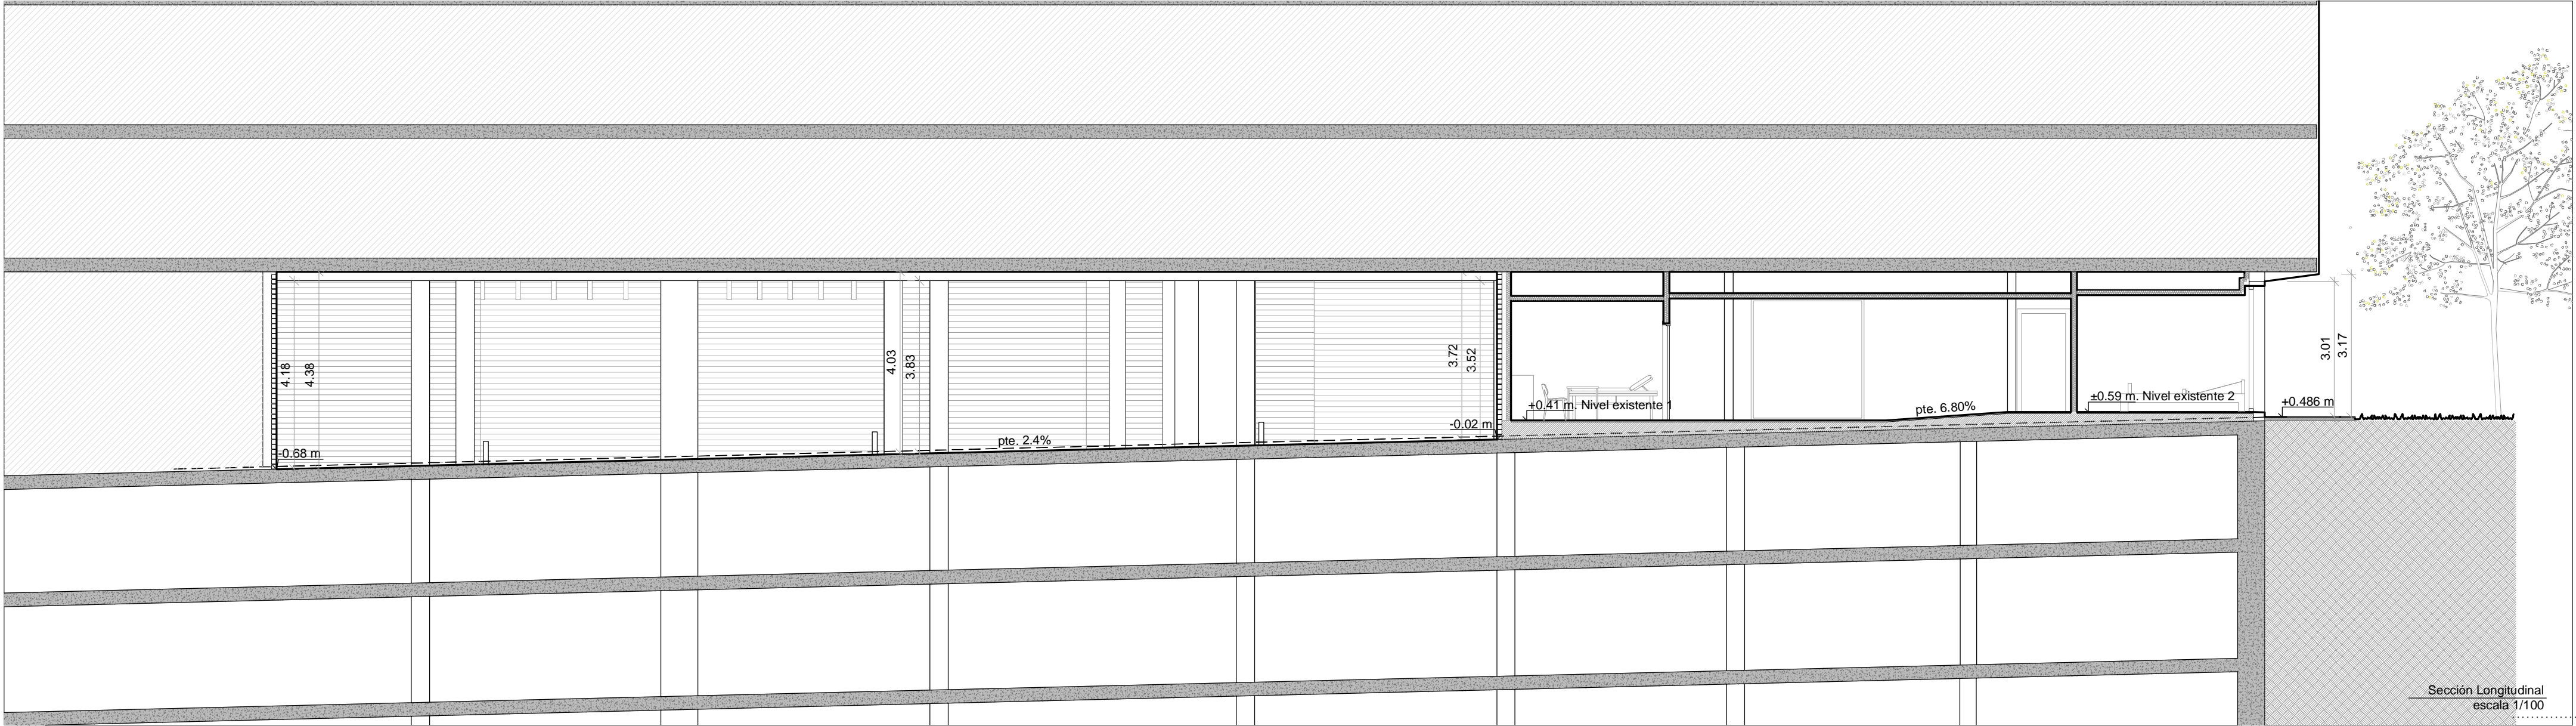 4.18
4.38
4.03
3.83
3.72
3.52
3.01
3.17
+0.41 m. Nivel existente 1
pte. 6.80%
±0.59 m. Nivel existente 2
+0.486 m
-0.02 m
pte. 2.4%
-0.68 m
Sección Longitudinal
escala 1/100